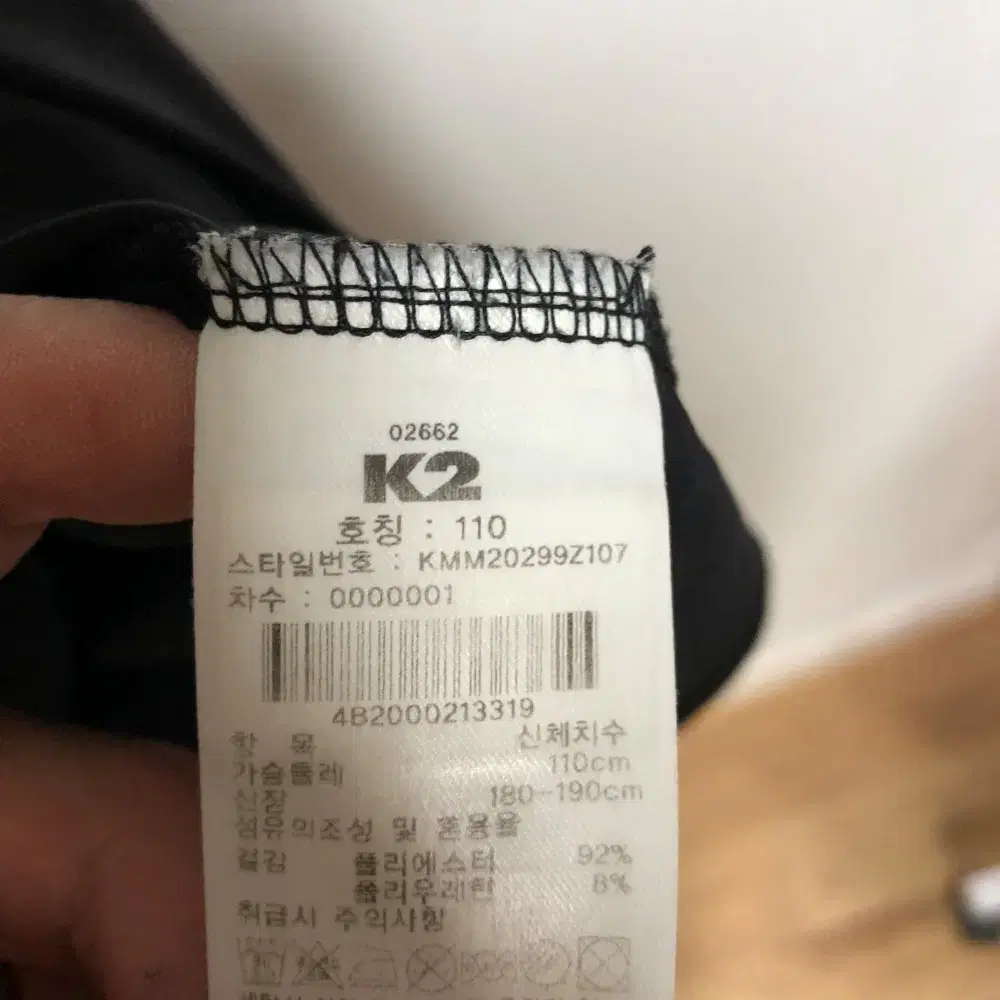 02662
K2
호칭 : 110
스타일번호 : KMM20299Z107
차수 : 0000001
4B2000213319
항 목 신체치수
가슴둘레 110cm
신장 180-190cm
섬유의조성 및 혼용율
겉감 폴리에스터 92%
폴리우레탄 8%
취급시 주의사항